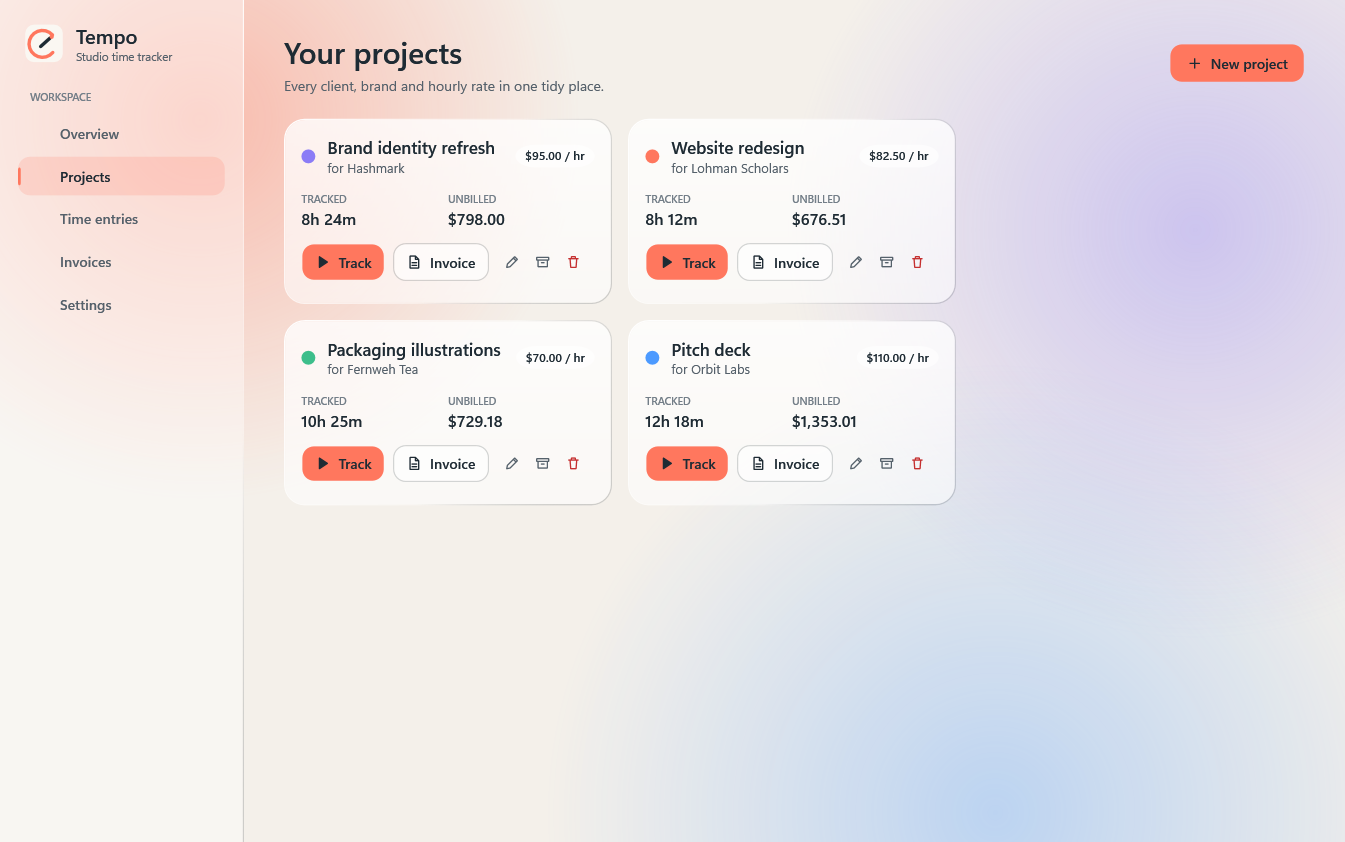 Tempo
Studio time tracker
WORKSPACE
Overview
Projects
Time entries
Invoices
Settings
Your projects
Every client, brand and hourly rate in one tidy place.
New project
Brand identity refresh
for Hashmark
$95.00 / hr
TRACKED UNBILLED
8h 24m $798.00
Track Invoice
Website redesign
for Lohman Scholars
$82.50 / hr
TRACKED UNBILLED
8h 12m $676.51
Track Invoice
Packaging illustrations
for Fernweh Tea
$70.00 / hr
TRACKED UNBILLED
10h 25m $729.18
Track Invoice
Pitch deck
for Orbit Labs
$110.00 / hr
TRACKED UNBILLED
12h 18m $1,353.01
Track Invoice